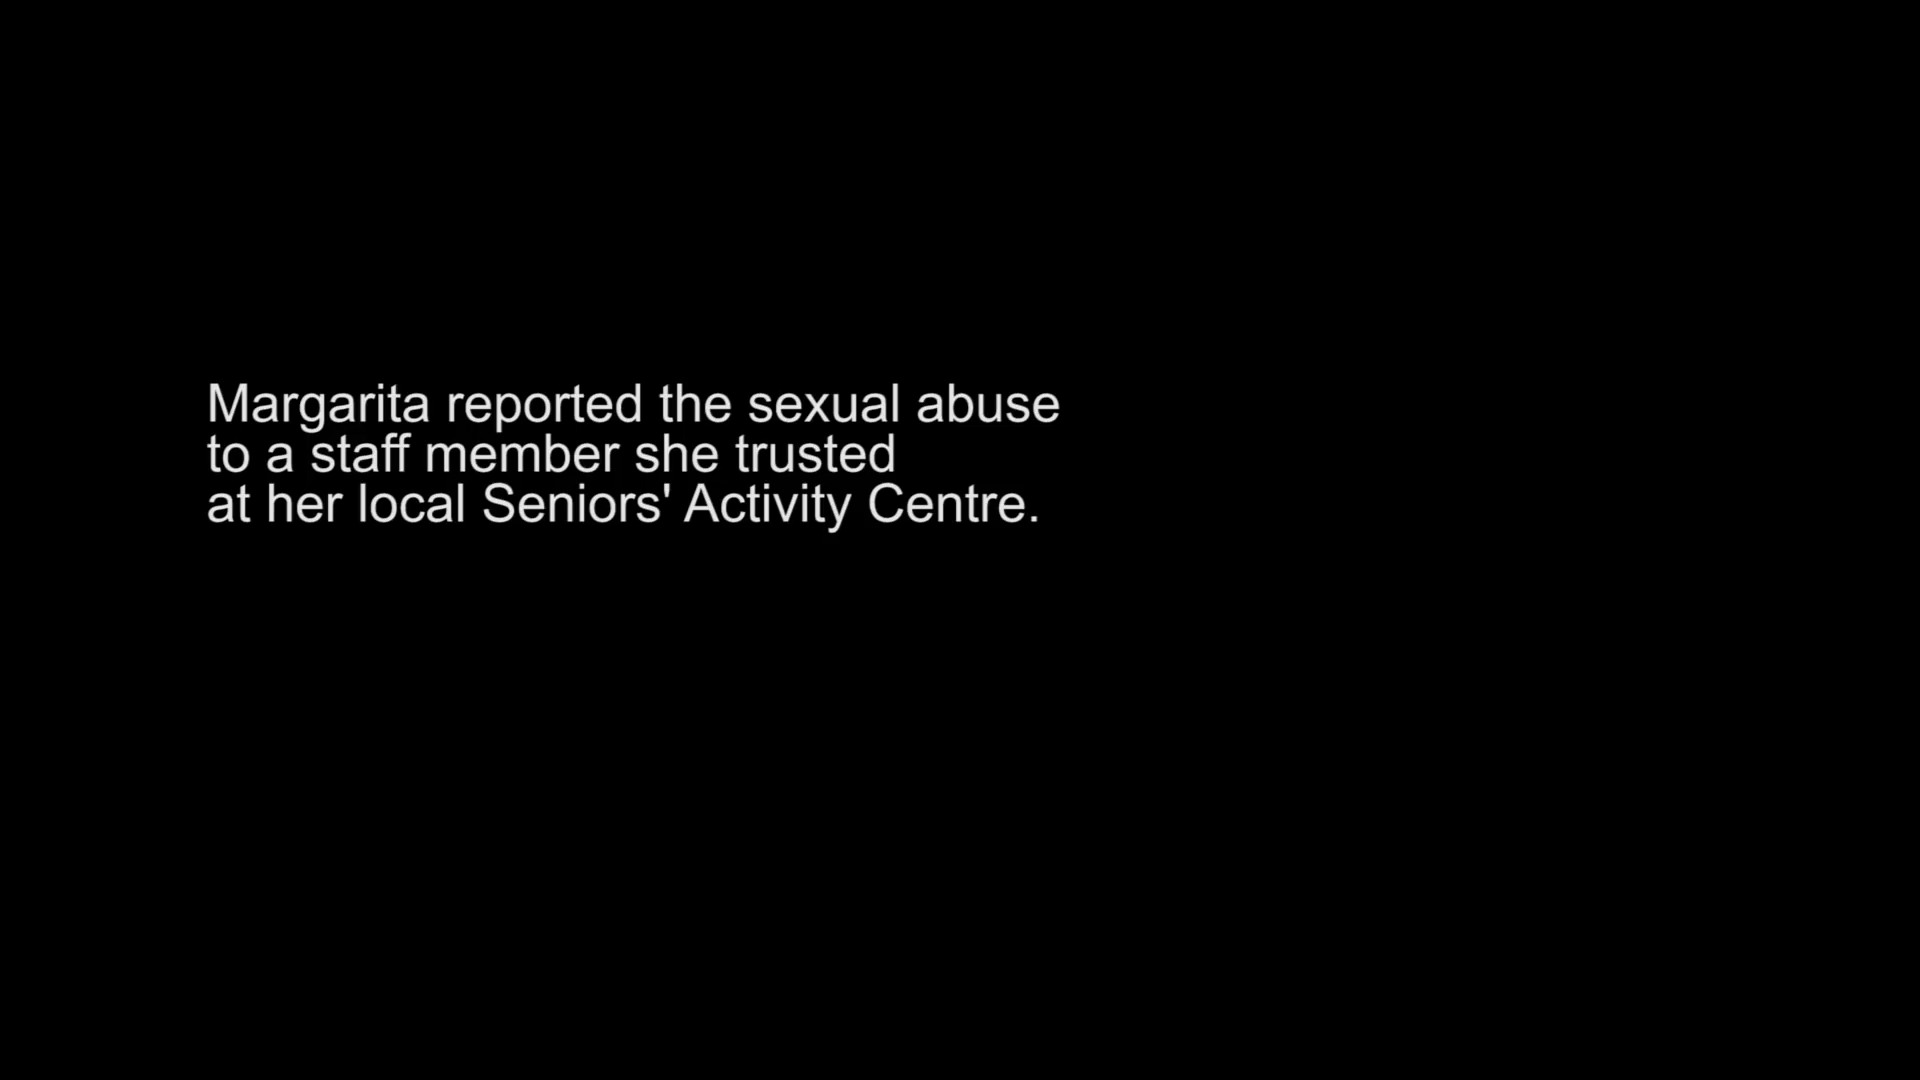 Margarita reported the sexual abuse
to a staff member she trusted
at her local Seniors' Activity Centre.